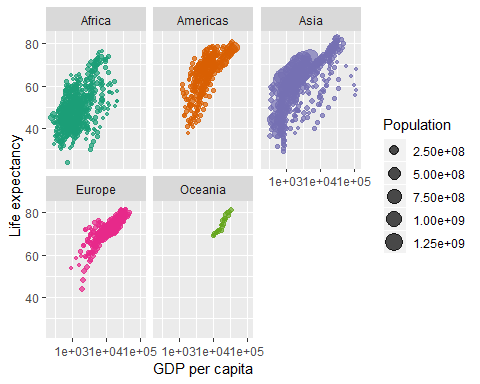 Africa Americas Asia
80
60
40
1e+031e+041e+05
Life expectancy
Europe Oceania
80
60
40
1e+031e+041e+05 1e+031e+041e+05
GDP per capita
Population
2.50e+08
5.00e+08
7.50e+08
1.00e+09
1.25e+09